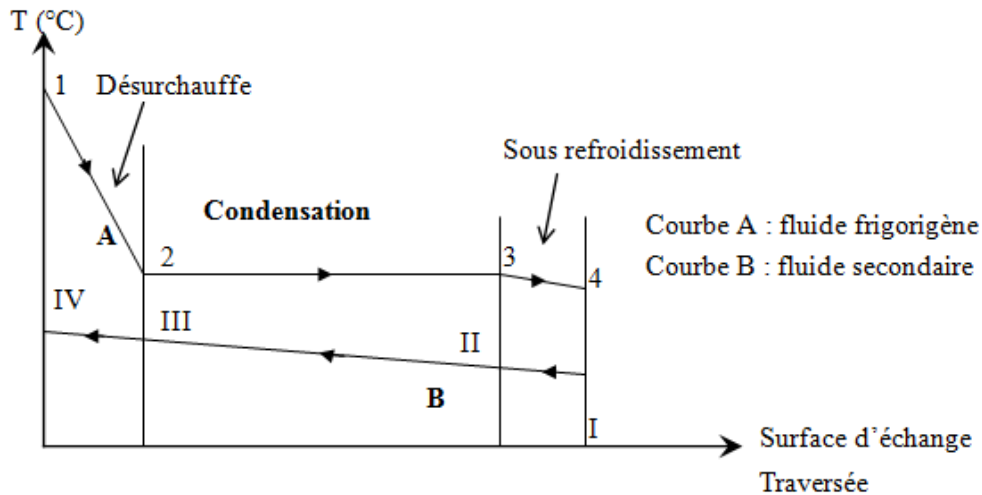 T (°C)
1
Désurchauffe
Sous refroidissement
Condensation
A
2
3
4
Courbe A : fluide frigorigène
Courbe B : fluide secondaire
IV
III
II
B
I
Surface d’échange
Traversée